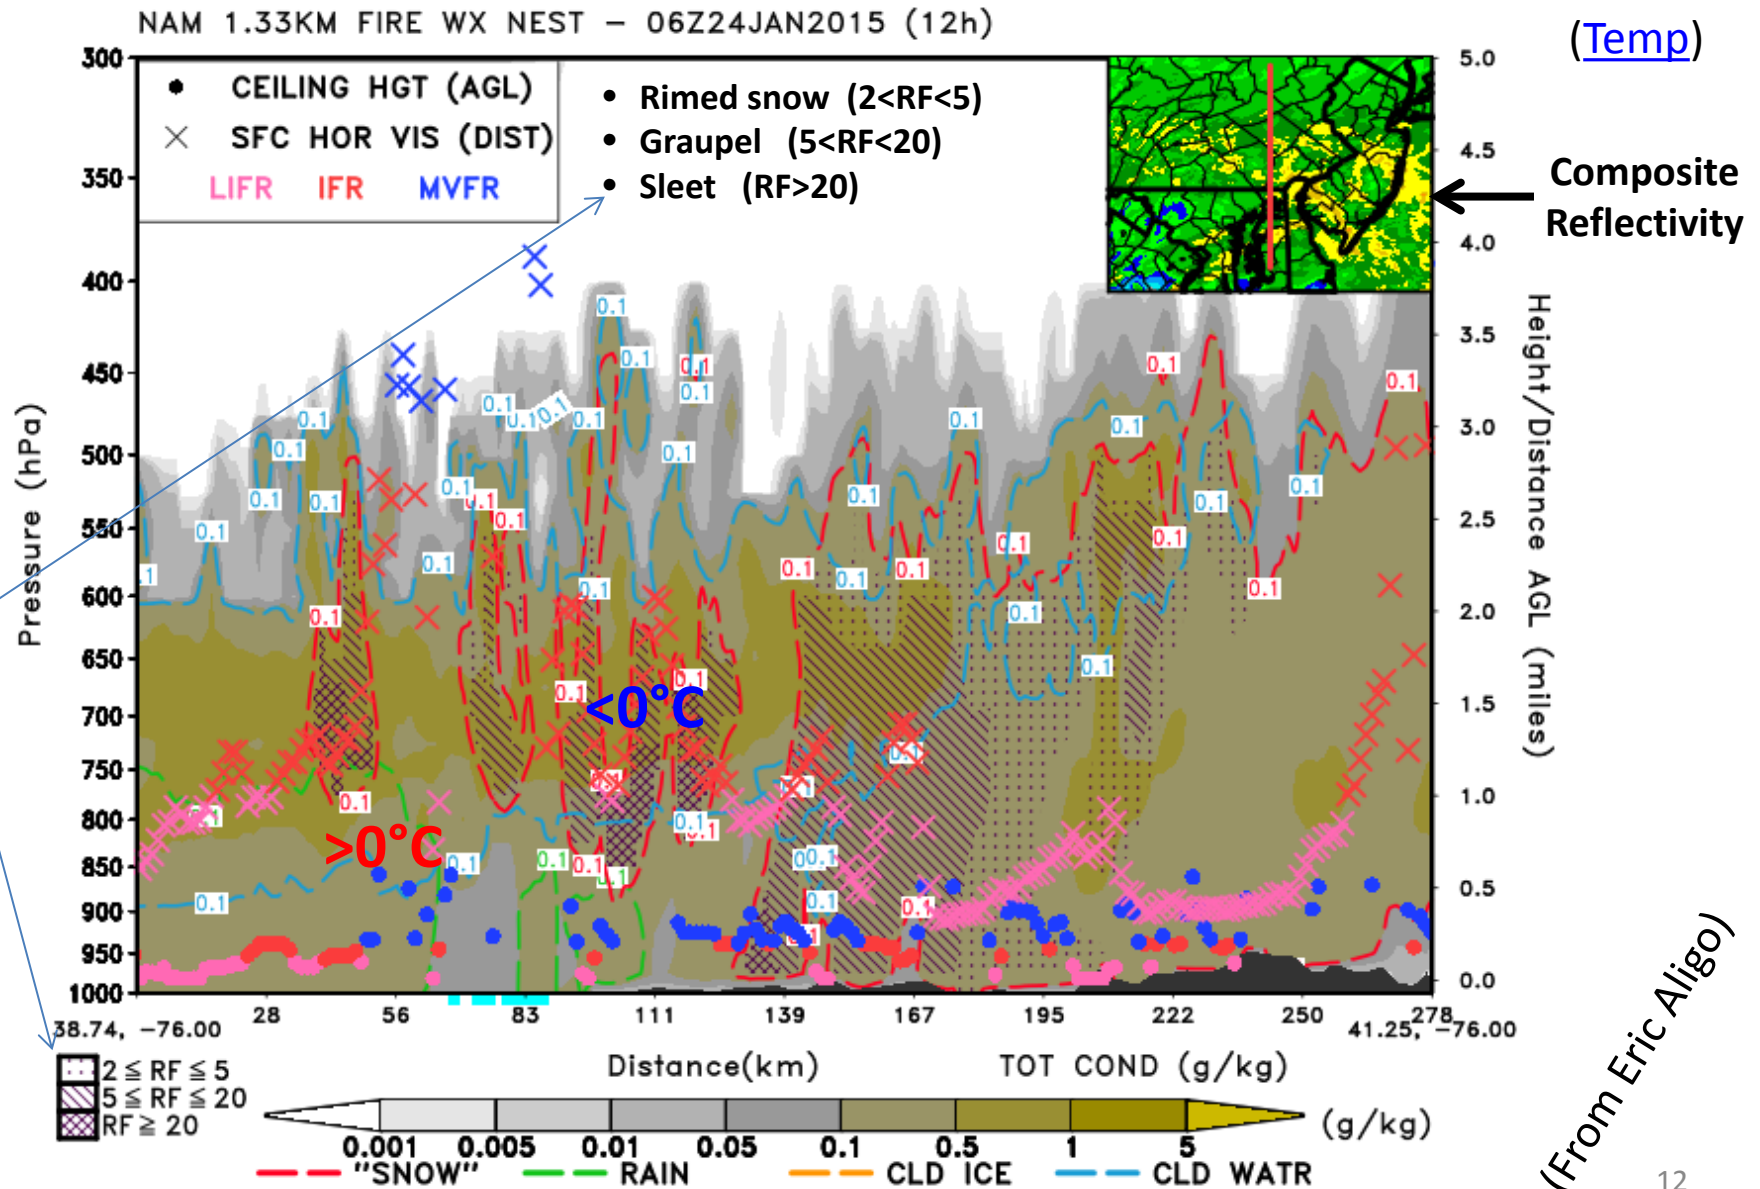 NAM 1.33KM FIRE WX NEST – 06Z24JAN2015 (12h)
(Temp)
CEILING HGT (AGL)
SFC HOR VIS (DIST)
LIFR IFR MVFR
• Rimed snow (2<RF<5)
• Graupel (5<RF<20)
• Sleet (RF>20)
Composite
Reflectivity
Pressure (hPa)
300
350
400
450
500
550
600
650
700
750
800
850
900
950
1000
5.0
4.5
4.0
3.5
3.0
2.5
2.0
1.5
1.0
0.5
0.0
Height/Distance AGL (miles)
<0°C
>0°C
0.1
28 56 83 111 139 167 195 222 250 278
38.74, –76.00
41.25, –76.00
Distance(km)
TOT COND (g/kg)
2 ≦ RF ≦ 5
5 ≦ RF ≦ 20
RF ≧ 20
0.001 0.005 0.01 0.05 0.1 0.5 1 5
(g/kg)
"SNOW" RAIN CLD ICE CLD WATR
(From Eric Aligo)
12